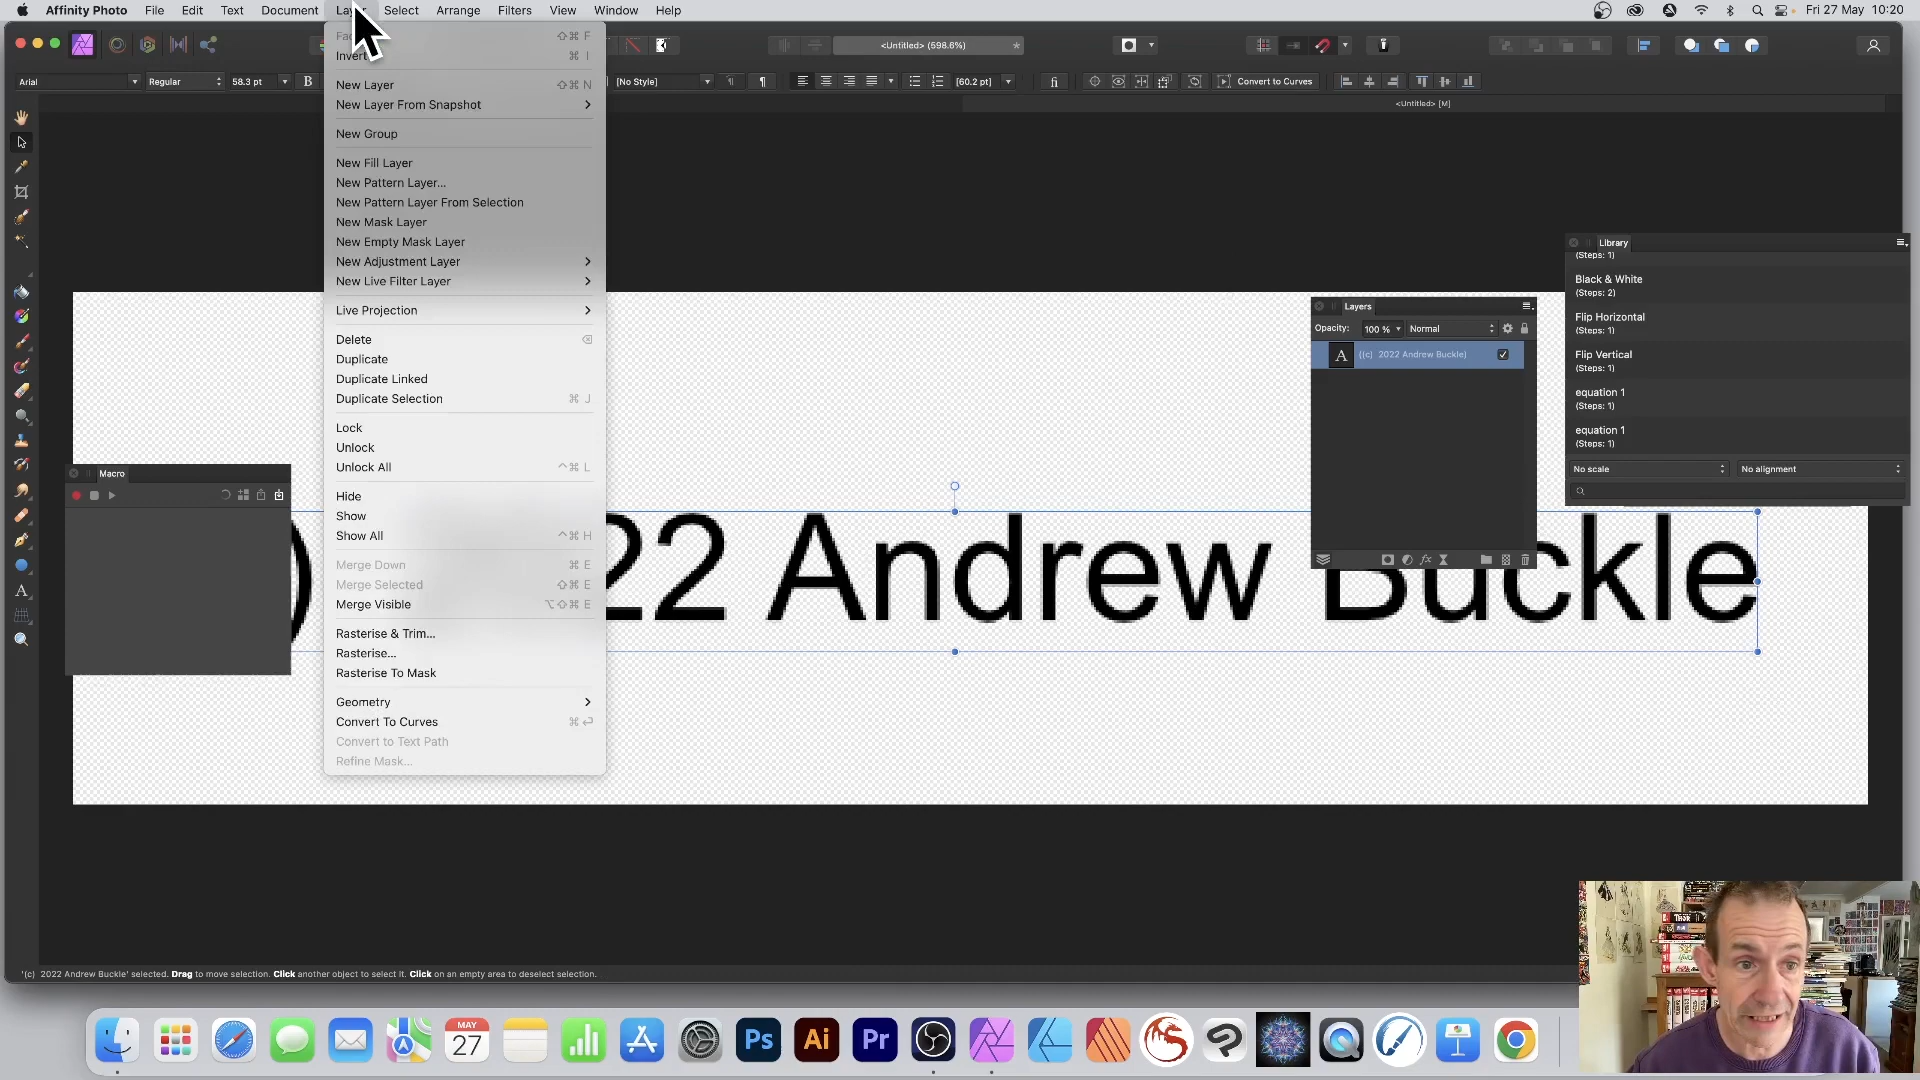 Affinity Photo File Edit Text Document Layer Select Arrange Filters View Window Help
Fri 27 May 10:20
<Untitled> (598.6%)
Arial Regular 58.3 pt B [No Style] [60.2 pt] fi Convert to Curves
<Untitled> [M]
⇧⌘ F
Invert ⌘ I
New Layer ⇧⌘ N
New Layer From Snapshot
New Group
New Fill Layer
New Pattern Layer...
New Pattern Layer From Selection
New Mask Layer
New Empty Mask Layer
New Adjustment Layer
New Live Filter Layer
Live Projection
Delete
Duplicate
Duplicate Linked
Duplicate Selection ⌘ J
Lock
Unlock
Unlock All ^⌘ L
Hide
Show
Show All ^⌘ H
Merge Down ⌘ E
Merge Selected ⇧⌘ E
Merge Visible ⌥⇧⌘ E
Rasterise & Trim...
Rasterise...
Rasterise To Mask
Geometry
Convert To Curves ⌘ ↩
Convert to Text Path
Refine Mask...
Macro
) 22 Andrew Buckle
Layers
Opacity: 100 % Normal
A ((c) 2022 Andrew Buckle)
fx
Library
(Steps: 1)
Black & White
(Steps: 2)
Flip Horizontal
(Steps: 1)
Flip Vertical
(Steps: 1)
equation 1
(Steps: 1)
equation 1
(Steps: 1)
No scale No alignment
A
'(c) 2022 Andrew Buckle' selected. Drag to move selection. Click another object to select it. Click on an empty area to deselect selection.
MAY
27
Ps
Ai
Pr